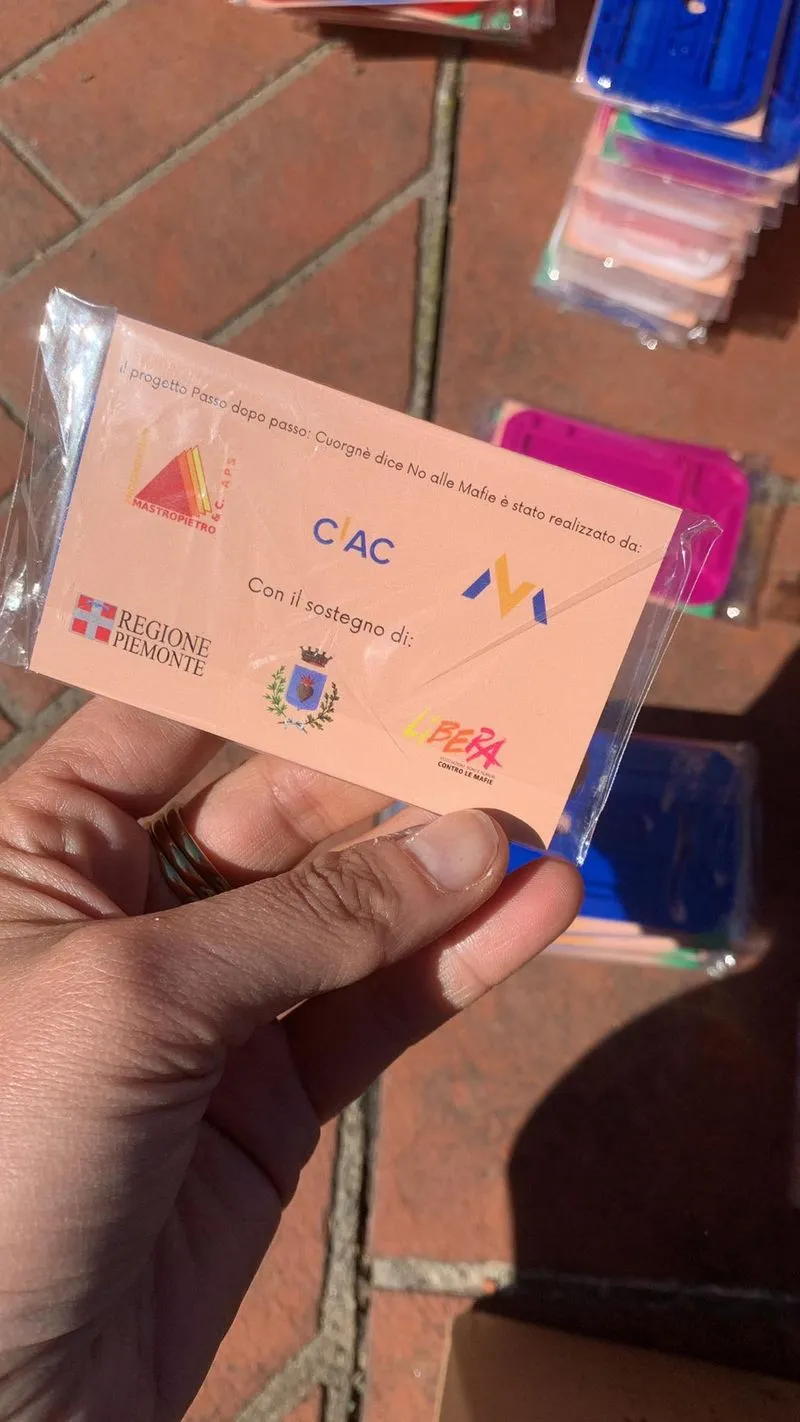 il progetto Passo dopo passo: Cuorgnè dice No alle Mafie è stato realizzato da:
MASTROPIETRO
& C. APS
CIAC
Con il sostegno di:
REGIONE
PIEMONTE
LiBERA
CONTRO LE MAFIE